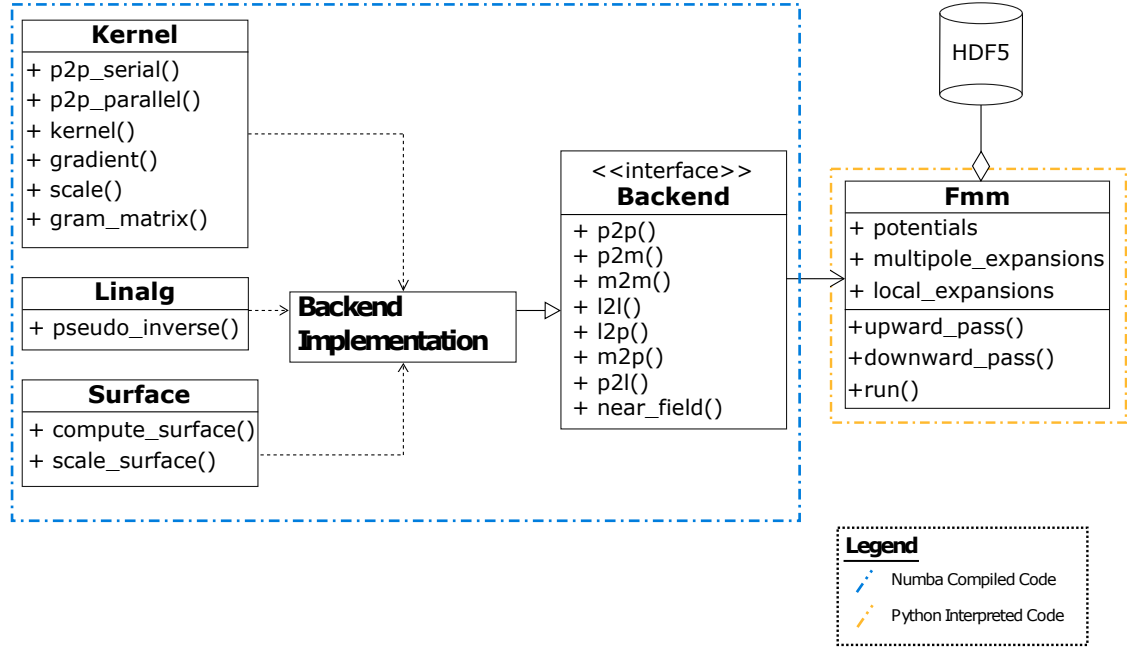 Kernel
+ p2p_serial()
+ p2p_parallel()
+ kernel()
+ gradient()
+ scale()
+ gram_matrix()
Linalg
+ pseudo_inverse()
Surface
+ compute_surface()
+ scale_surface()
Backend
Implementation
<<interface>>
Backend
+ p2p()
+ p2m()
+ m2m()
+ l2l()
+ l2p()
+ m2p()
+ p2l()
+ near_field()
HDF5
Fmm
+ potentials
+ multipole_expansions
+ local_expansions
+upward_pass()
+downward_pass()
+run()
Legend
Numba Compiled Code
Python Interpreted Code